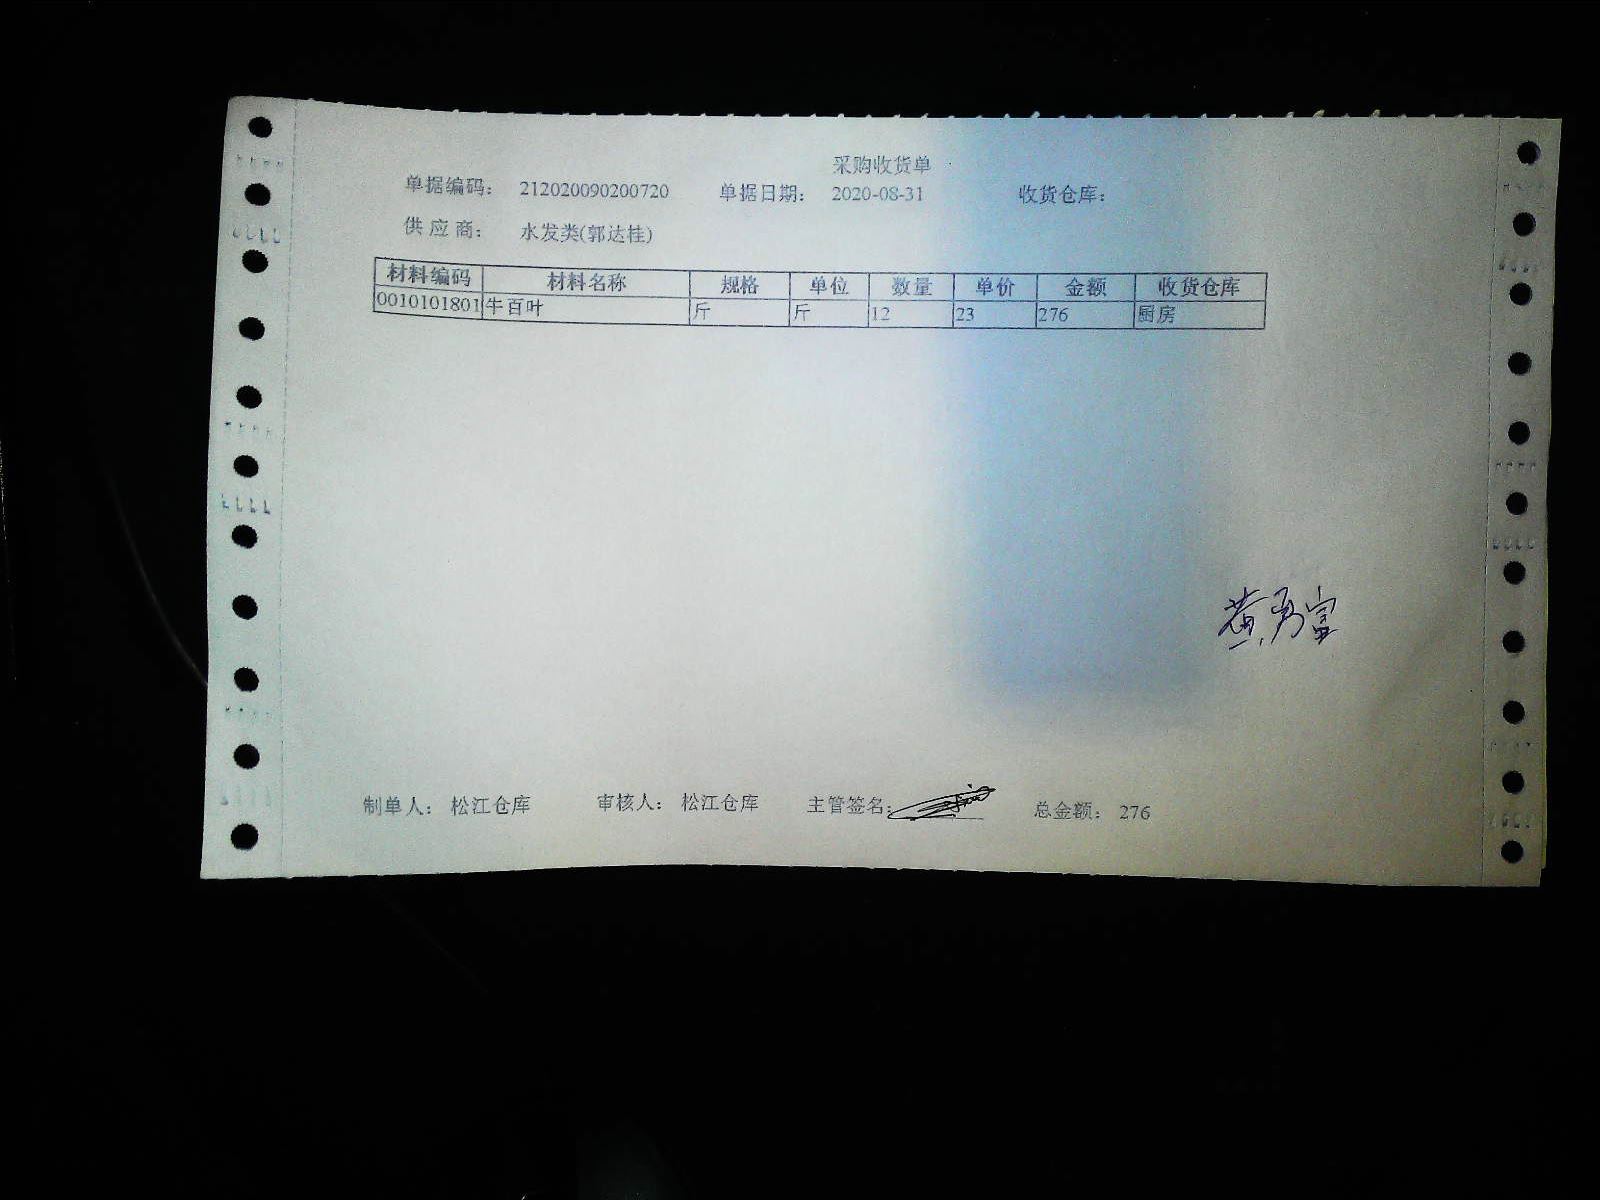 采购收货单
单据编码： 212020090200720 单据日期： 2020-08-31 收货仓库：
供 应 商： 水发类(郭达桂)
材料编码 材料名称 规格 单位 数量 单价 金额 收货仓库
0010101801 牛百叶 斤 斤 12 23 276 厨房
黄勇富
制单人： 松江仓库 审核人： 松江仓库 主管签名： 总金额： 276